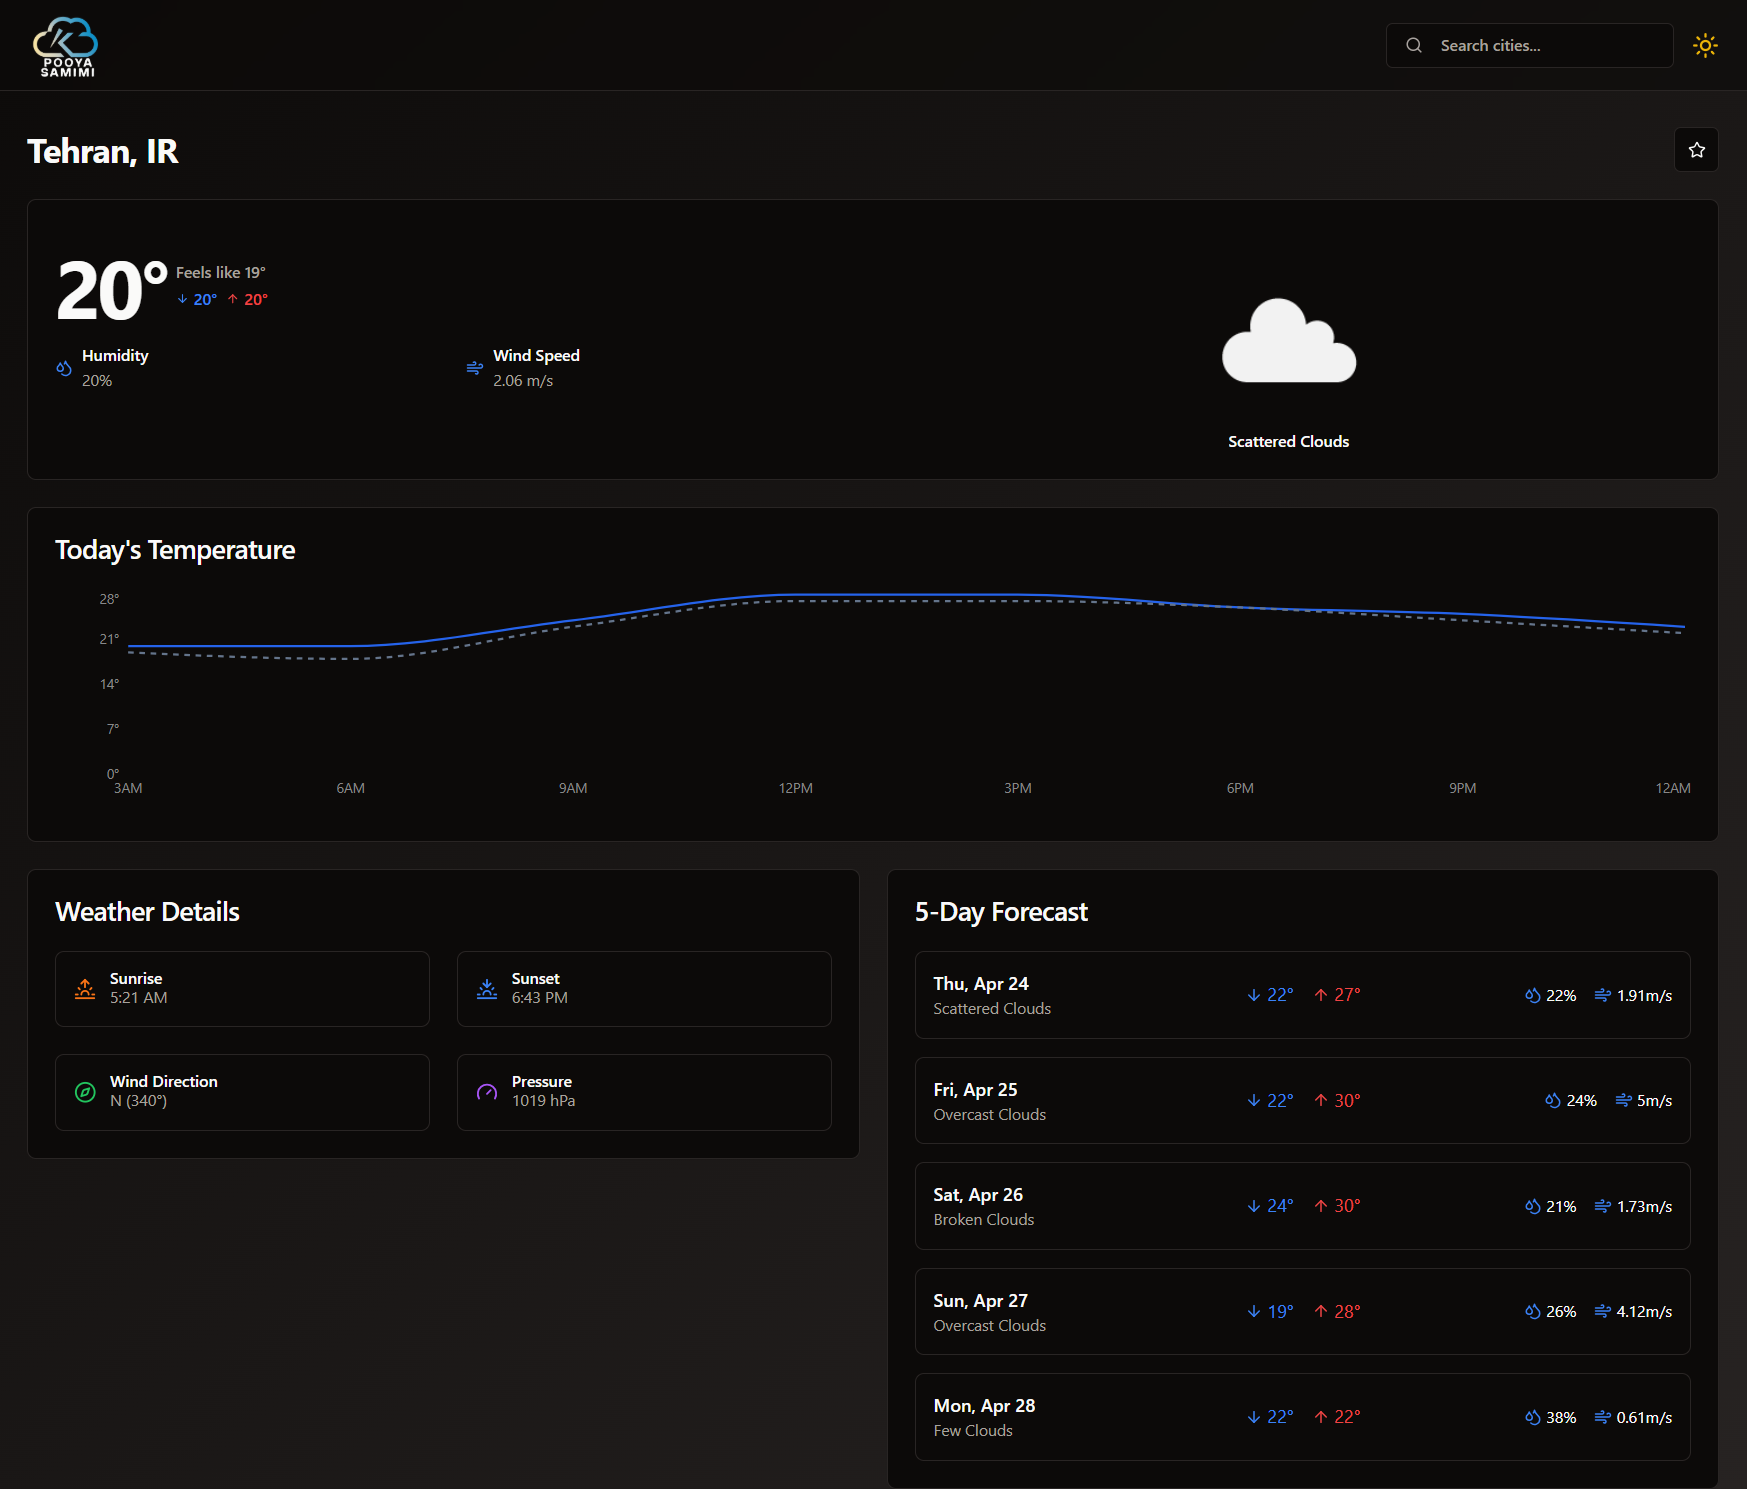 POOYA
SAMIMI
Search cities...
Tehran, IR
20°
Feels like 19°
20° 20°
Humidity
20%
Wind Speed
2.06 m/s
Scattered Clouds
Today's Temperature
28°
21°
14°
7°
0°
3AM 6AM 9AM 12PM 3PM 6PM 9PM 12AM
Weather Details
Sunrise
5:21 AM
Sunset
6:43 PM
Wind Direction
N (340°)
Pressure
1019 hPa
5-Day Forecast
Thu, Apr 24
Scattered Clouds
22° 27° 22% 1.91m/s
Fri, Apr 25
Overcast Clouds
22° 30° 24% 5m/s
Sat, Apr 26
Broken Clouds
24° 30° 21% 1.73m/s
Sun, Apr 27
Overcast Clouds
19° 28° 26% 4.12m/s
Mon, Apr 28
Few Clouds
22° 22° 38% 0.61m/s